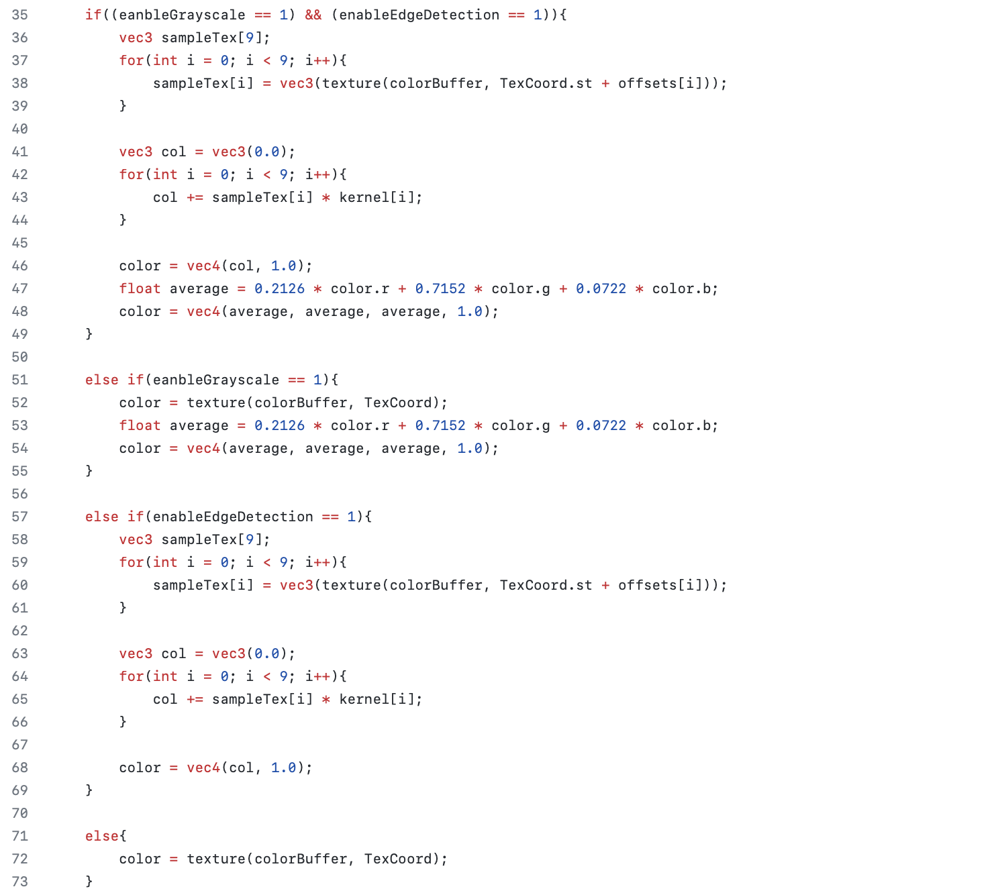 35 if((eanbleGrayscale == 1) && (enableEdgeDetection == 1)){
36 vec3 sampleTex[9];
37 for(int i = 0; i < 9; i++){
38 sampleTex[i] = vec3(texture(colorBuffer, TexCoord.st + offsets[i]));
39 }
40
41 vec3 col = vec3(0.0);
42 for(int i = 0; i < 9; i++){
43 col += sampleTex[i] * kernel[i];
44 }
45
46 color = vec4(col, 1.0);
47 float average = 0.2126 * color.r + 0.7152 * color.g + 0.0722 * color.b;
48 color = vec4(average, average, average, 1.0);
49 }
50
51 else if(eanbleGrayscale == 1){
52 color = texture(colorBuffer, TexCoord);
53 float average = 0.2126 * color.r + 0.7152 * color.g + 0.0722 * color.b;
54 color = vec4(average, average, average, 1.0);
55 }
56
57 else if(enableEdgeDetection == 1){
58 vec3 sampleTex[9];
59 for(int i = 0; i < 9; i++){
60 sampleTex[i] = vec3(texture(colorBuffer, TexCoord.st + offsets[i]));
61 }
62
63 vec3 col = vec3(0.0);
64 for(int i = 0; i < 9; i++){
65 col += sampleTex[i] * kernel[i];
66 }
67
68 color = vec4(col, 1.0);
69 }
70
71 else{
72 color = texture(colorBuffer, TexCoord);
73 }